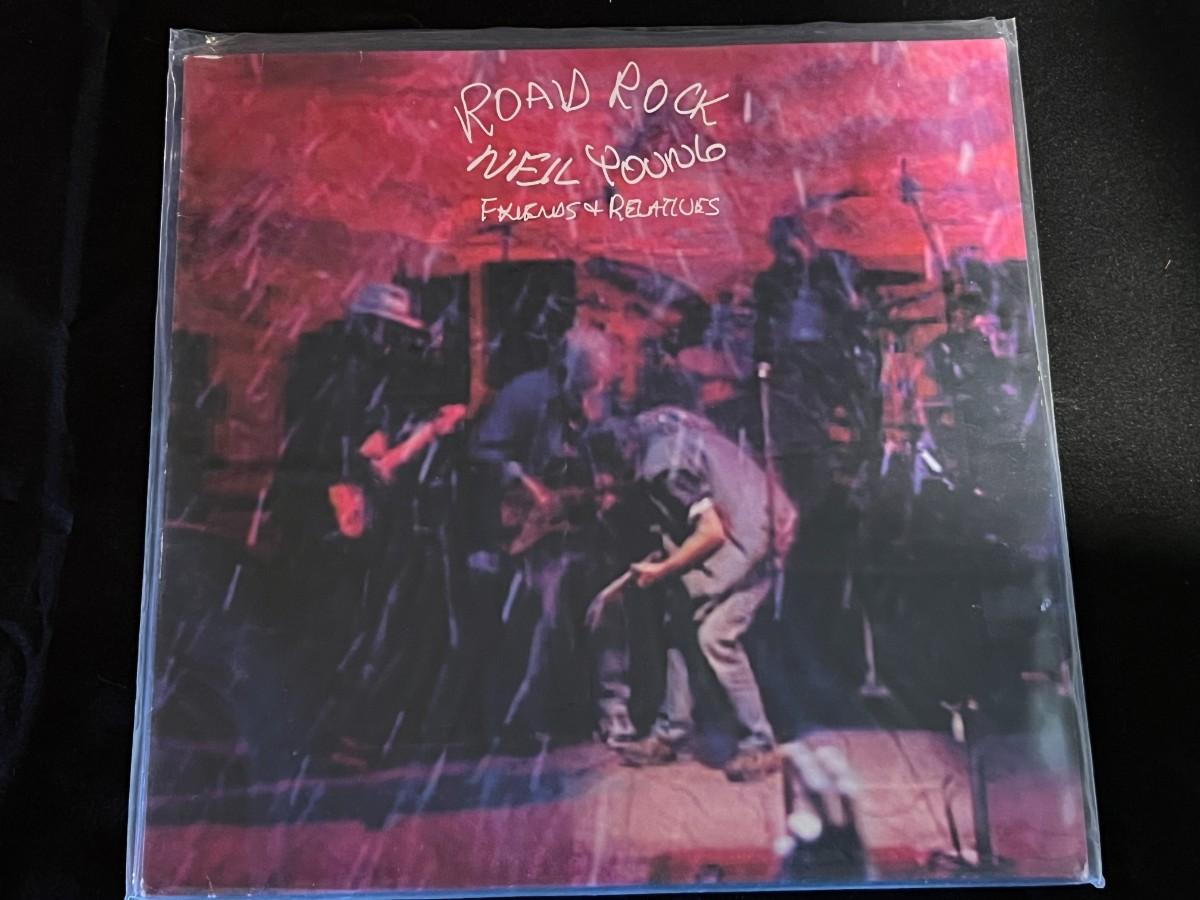 ROAD ROCK
NEIL YOUNG
FRIENDS & RELATIVES